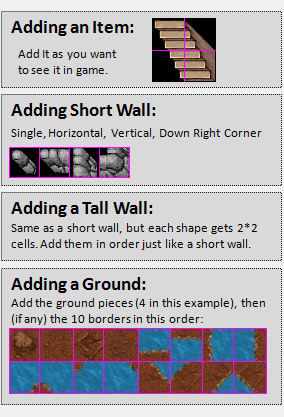 Adding an Item:
Add It as you want
to see it in game.
Adding Short Wall:
Single, Horizontal, Vertical, Down Right Corner
Adding a Tall Wall:
Same as a short wall, but each shape gets 2*2
cells. Add them in order just like a short wall.
Adding a Ground:
Add the ground pieces (4 in this example), then
(if any) the 10 borders in this order: